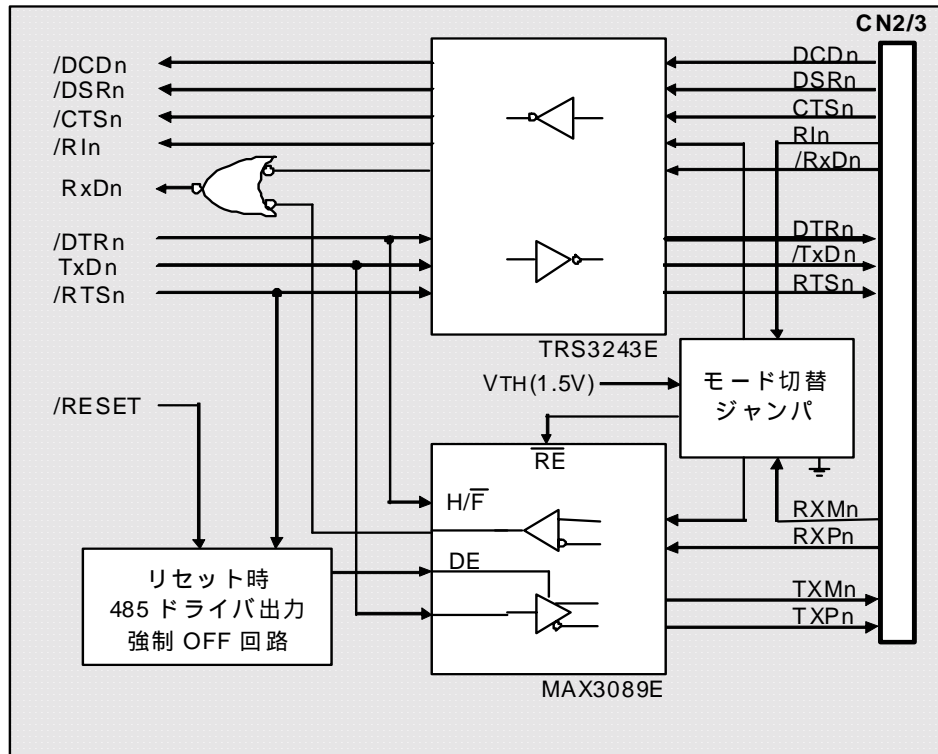 CN2/3
/DCDn
DCDn
/DSRn
DSRn
/CTSn
CTSn
/RIn
RIn
/RxDn
RxDn
/DTRn
DTRn
TxDn
/TxDn
/RTSn
RTSn
TRS3243E
VTH(1.5V)
モード切替
ジャンパ
/RESET
RE
H/F
RXMn
RXPn
DE
リセット時
485 ドライバ出力
強制 OFF 回路
TXMn
TXPn
MAX3089E